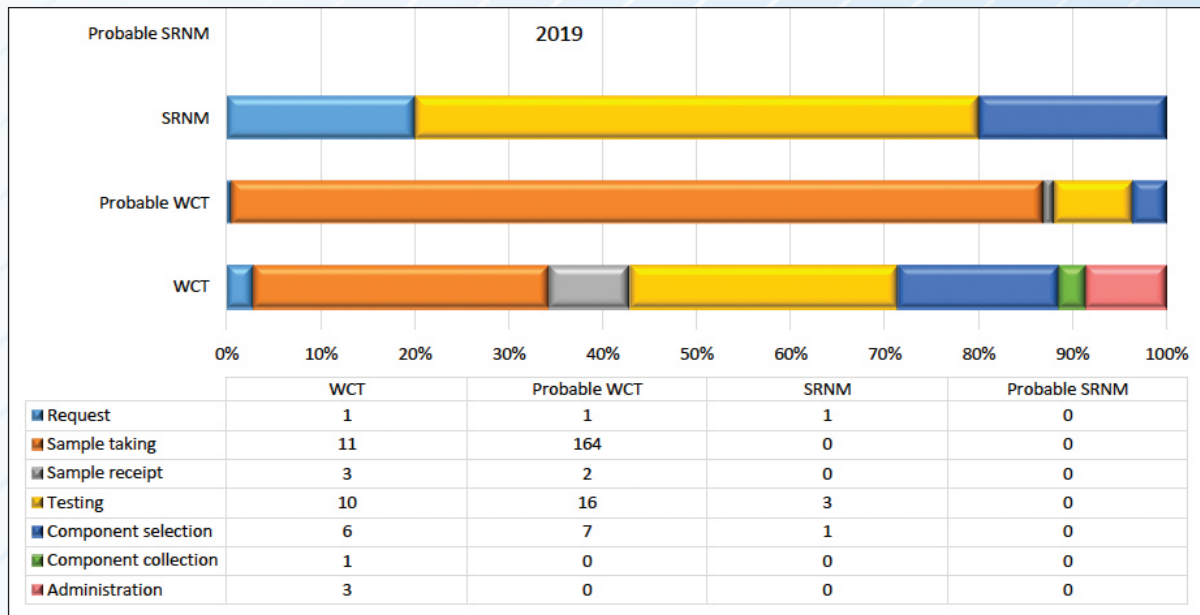 2019
Probable SRNM
SRNM
Probable WCT
WCT
0% 10% 20% 30% 40% 50% 60% 70% 80% 90% 100%
WCT Probable WCT SRNM Probable SRNM
Request 1 1 1 0
Sample taking 11 164 0 0
Sample receipt 3 2 0 0
Testing 10 16 3 0
Component selection 6 7 1 0
Component collection 1 0 0 0
Administration 3 0 0 0